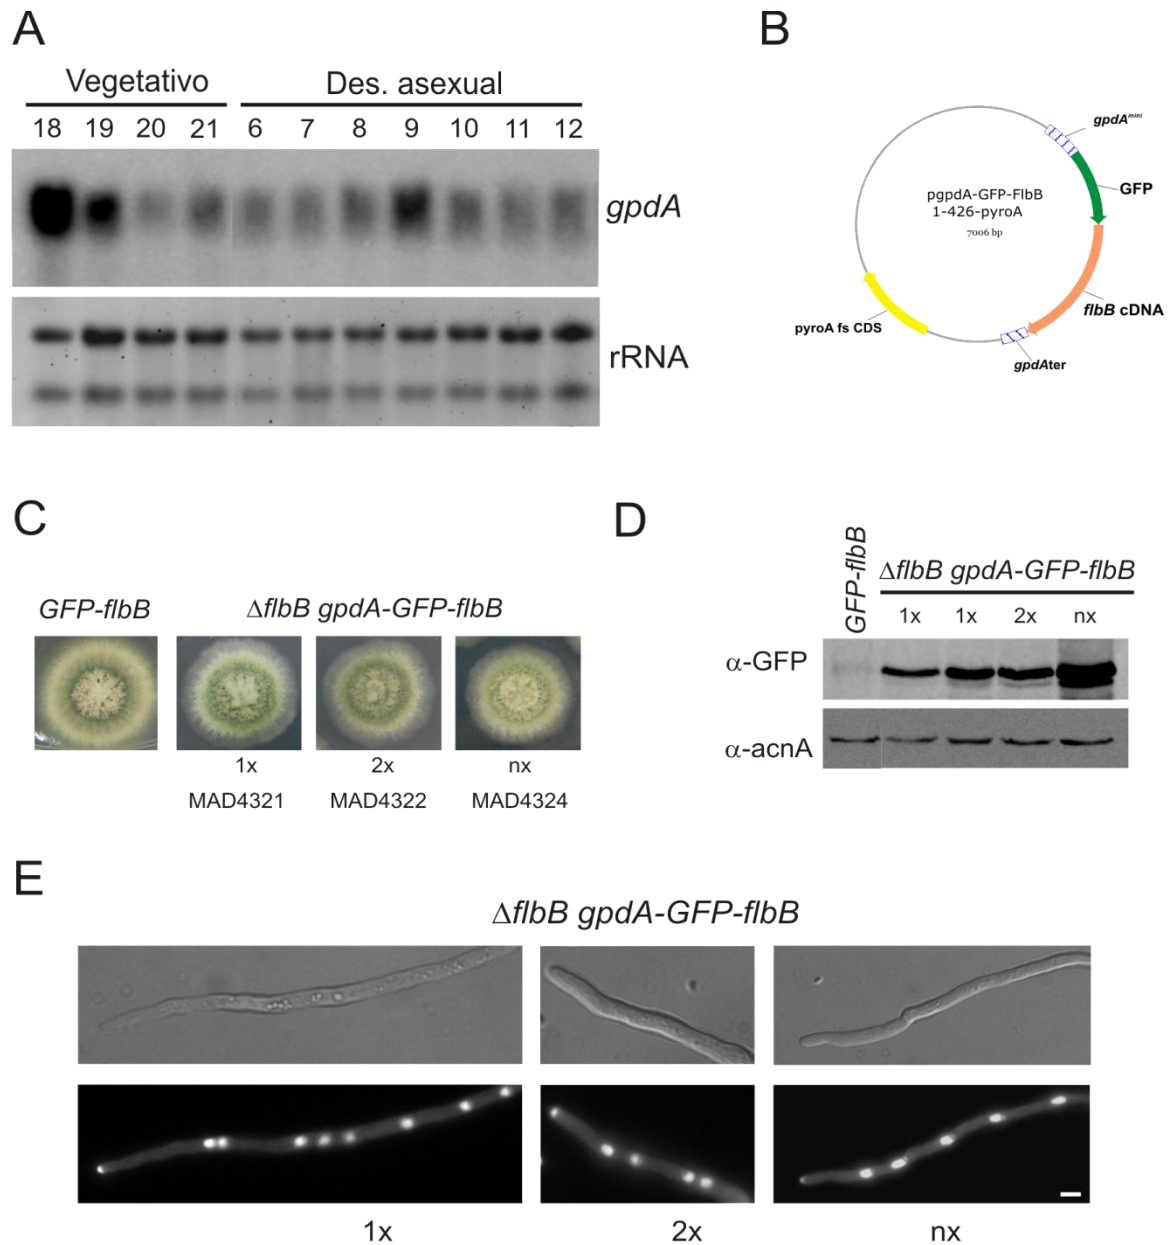 A
Vegetativo Des. asexual
18 19 20 21 6 7 8 9 10 11 12
gpdA
rRNA
B
gpdA^mini
GFP
pgpdA-GFP-FlbB
1-426-pyroA
7006 bp
flbB cDNA
pyroA fs CDS
gpdAter
C
GFP-flbB ΔflbB gpdA-GFP-flbB
1x 2x nx
MAD4321 MAD4322 MAD4324
D
GFP-flbB
ΔflbB gpdA-GFP-flbB
1x 1x 2x nx
α-GFP
α-acnA
E
ΔflbB gpdA-GFP-flbB
1x 2x nx